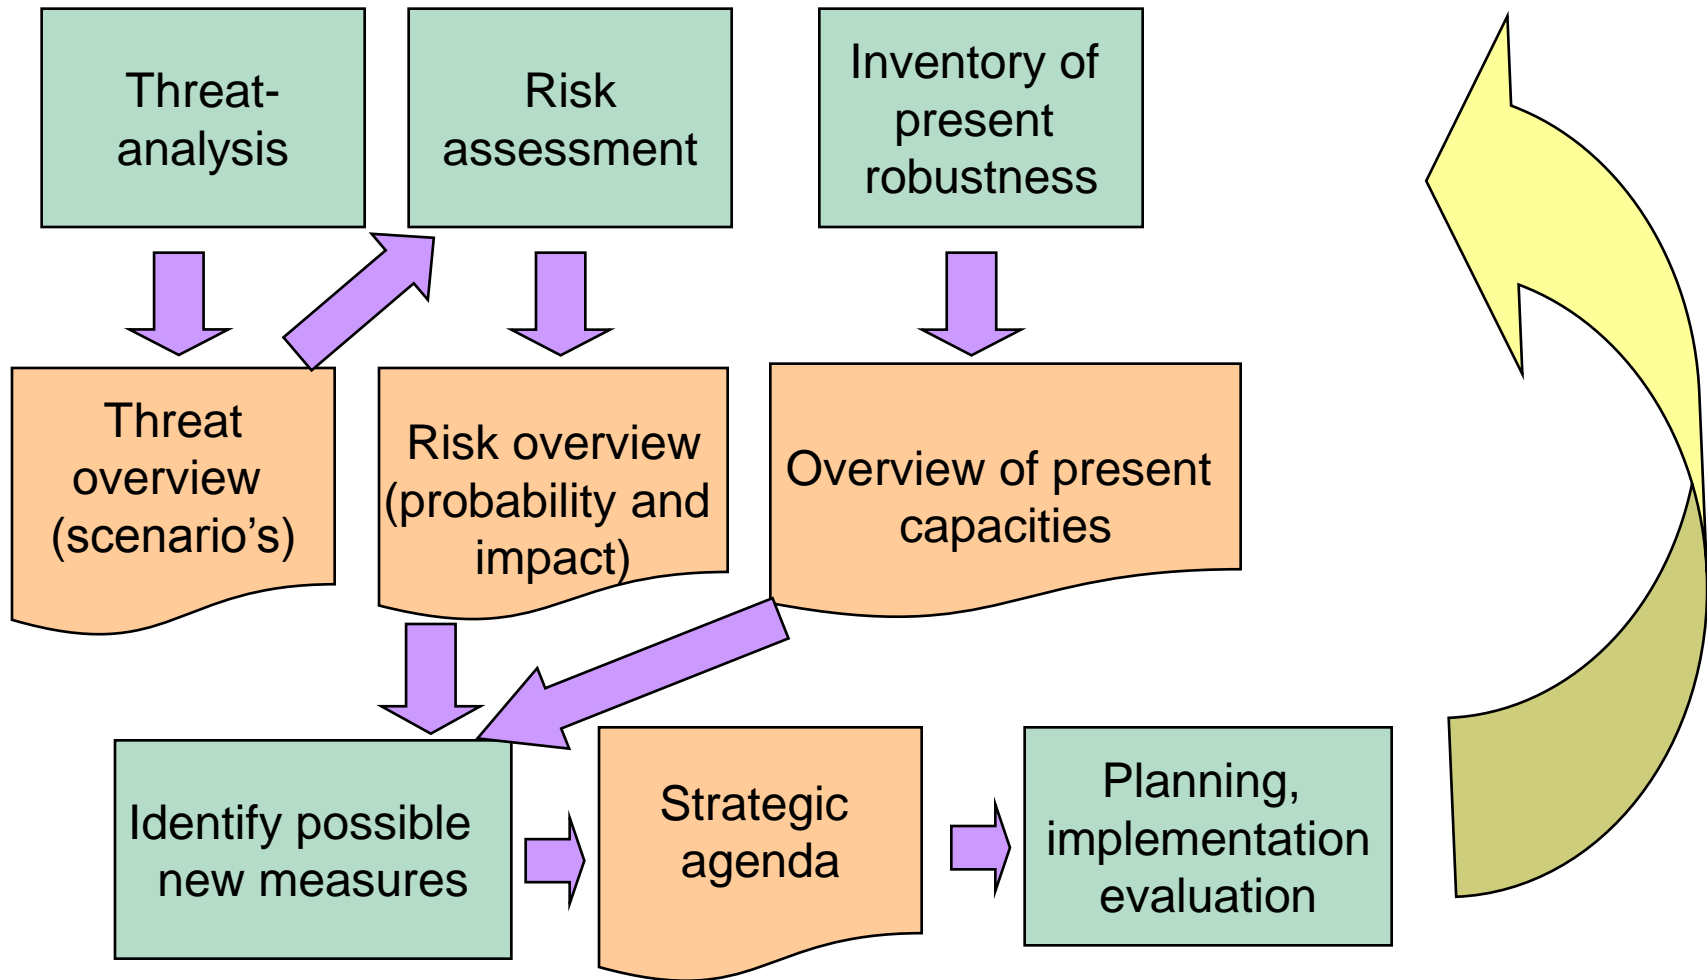 Threat-
analysis
Risk
assessment
Inventory of
present
robustness
Threat
overview
(scenario’s)
Risk overview
(probability and
impact)
Overview of present
capacities
Identify possible
new measures
Strategic
agenda
Planning,
implementation
evaluation